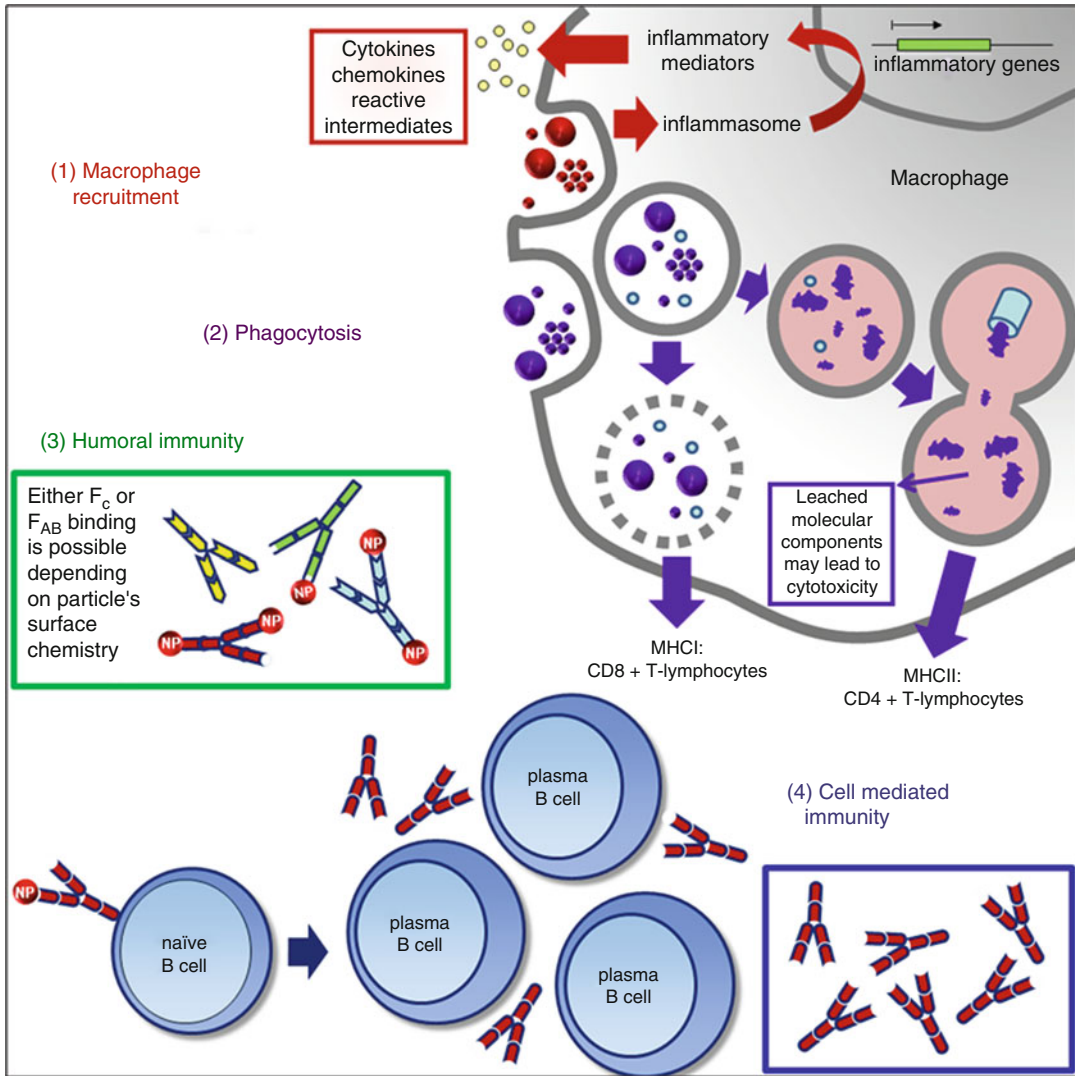 Cytokines
chemokines
reactive
intermediates
inflammatory
mediators
inflammatory genes
inflammasome
(1) Macrophage
recruitment
Macrophage
(2) Phagocytosis
(3) Humoral immunity
Either Fc or
FAB binding
is possible
depending
on particle's
surface
chemistry
NP
NP
NP
NP
NP
Leached
molecular
components
may lead to
cytotoxicity
MHCI:
CD8 + T-lymphocytes
MHCII:
CD4 + T-lymphocytes
plasma
B cell
(4) Cell mediated
immunity
NP
naïve
B cell
plasma
B cell
plasma
B cell